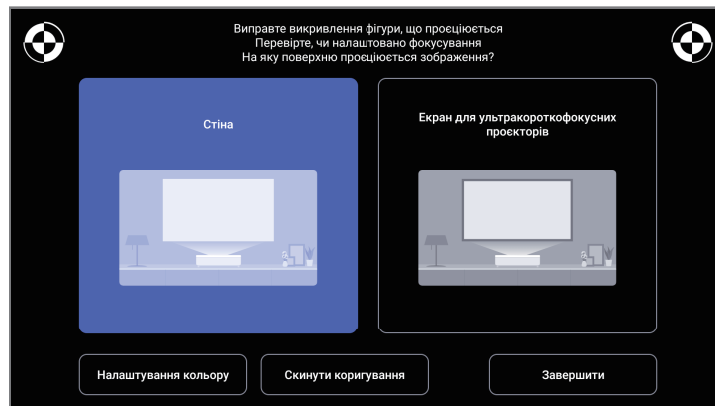 Виправте викривлення фігури, що проєціюється
Перевірте, чи налаштовано фокусування
На яку поверхню проєціюється зображення?
Стіна
Екран для ультракороткофокусних
проєкторів
Налаштування кольору
Скинути коригування
Завершити